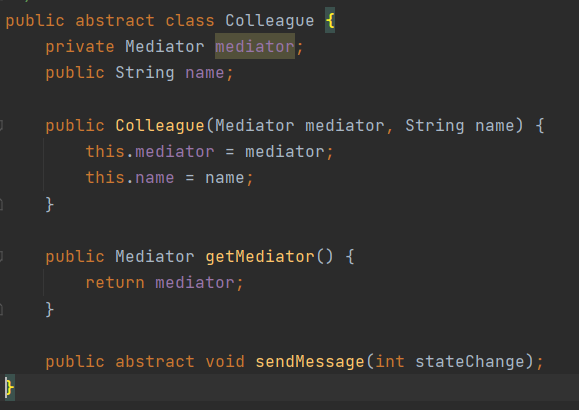 public abstract class Colleague {
    private Mediator mediator;
    public String name;

    public Colleague(Mediator mediator, String name) {
        this.mediator = mediator;
        this.name = name;
    }

    public Mediator getMediator() {
        return mediator;
    }

    public abstract void sendMessage(int stateChange);
}